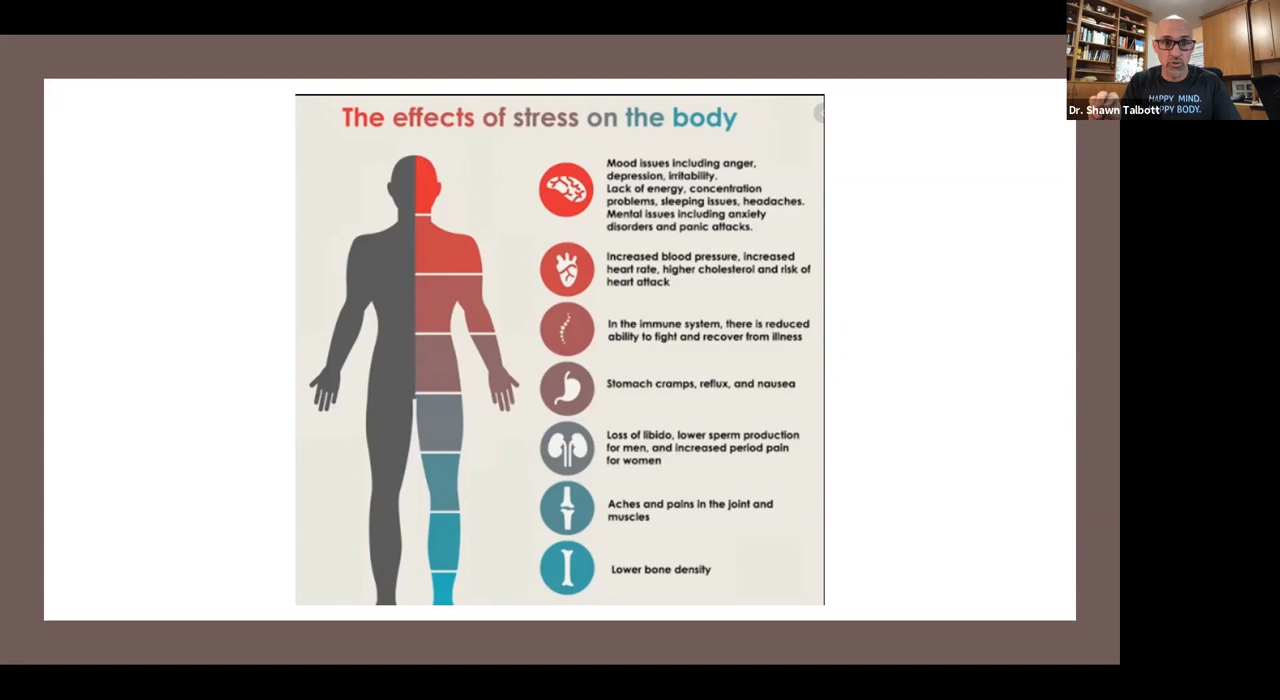 The effects of stress on the body
Mood issues including anger,
depression, irritability.
Lack of energy, concentration
problems, sleeping issues, headaches.
Mental issues including anxiety
disorders and panic attacks.
Increased blood pressure, increased
heart rate, higher cholesterol and risk of
heart attack
In the immune system, there is reduced
ability to fight and recover from illness
Stomach cramps, reflux, and nausea
Loss of libido, lower sperm production
for men, and increased period pain
for women
Aches and pains in the joint and
muscles
Lower bone density
HAPPY MIND.
BODY.
Dr. Shawn Talbott